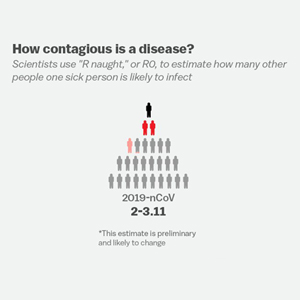 How contagious is a disease?
Scientists use "R naught," or R0, to estimate how many other
people one sick person is likely to infect
2019-nCoV
2-3.11
*This estimate is preliminary
and likely to change